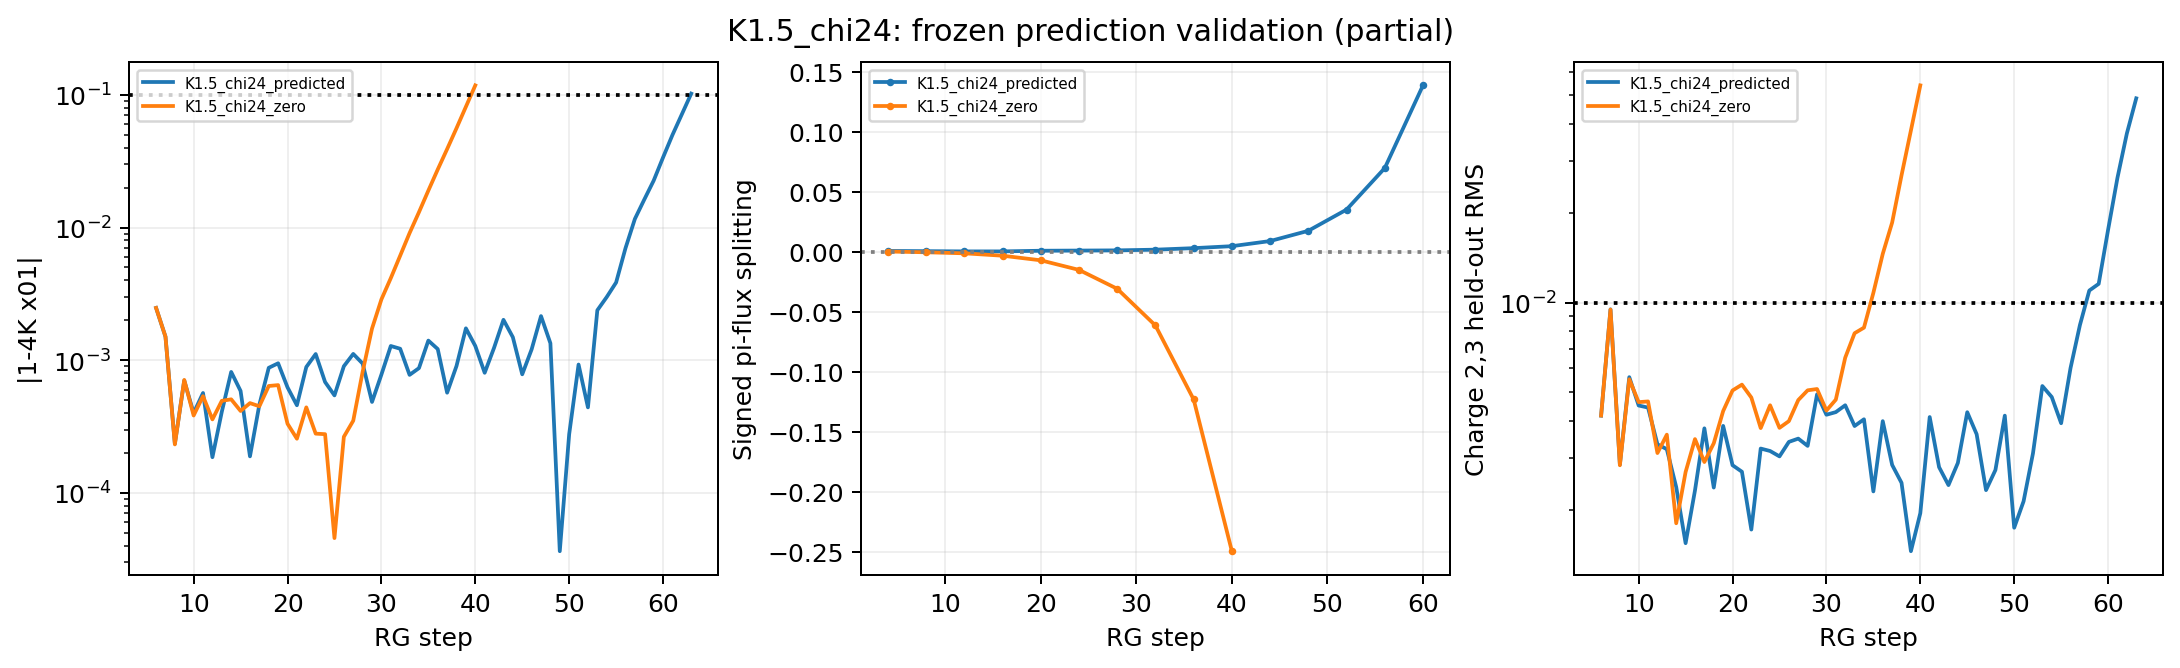 K1.5_chi24: frozen prediction validation (partial)
|1-4K x01|
10⁻¹
10⁻²
10⁻³
10⁻⁴
K1.5_chi24_predicted
K1.5_chi24_zero
10 20 30 40 50 60
RG step
Signed pi-flux splitting
0.15
0.10
0.05
0.00
−0.05
−0.10
−0.15
−0.20
−0.25
K1.5_chi24_predicted
K1.5_chi24_zero
10 20 30 40 50 60
RG step
Charge 2,3 held-out RMS
10⁻²
K1.5_chi24_predicted
K1.5_chi24_zero
10 20 30 40 50 60
RG step